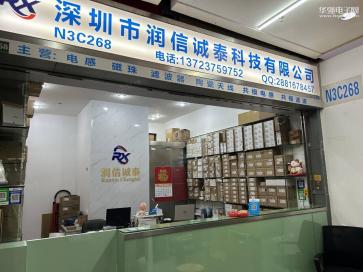 华强电子网
RX
深圳市润信诚泰科技有限公司
N3C268
电话:13723759752
QQ:2881678457
主营:电感 磁珠 滤波器 陶瓷天线 共模电感 共模滤波
N3C268
RX
润信诚泰